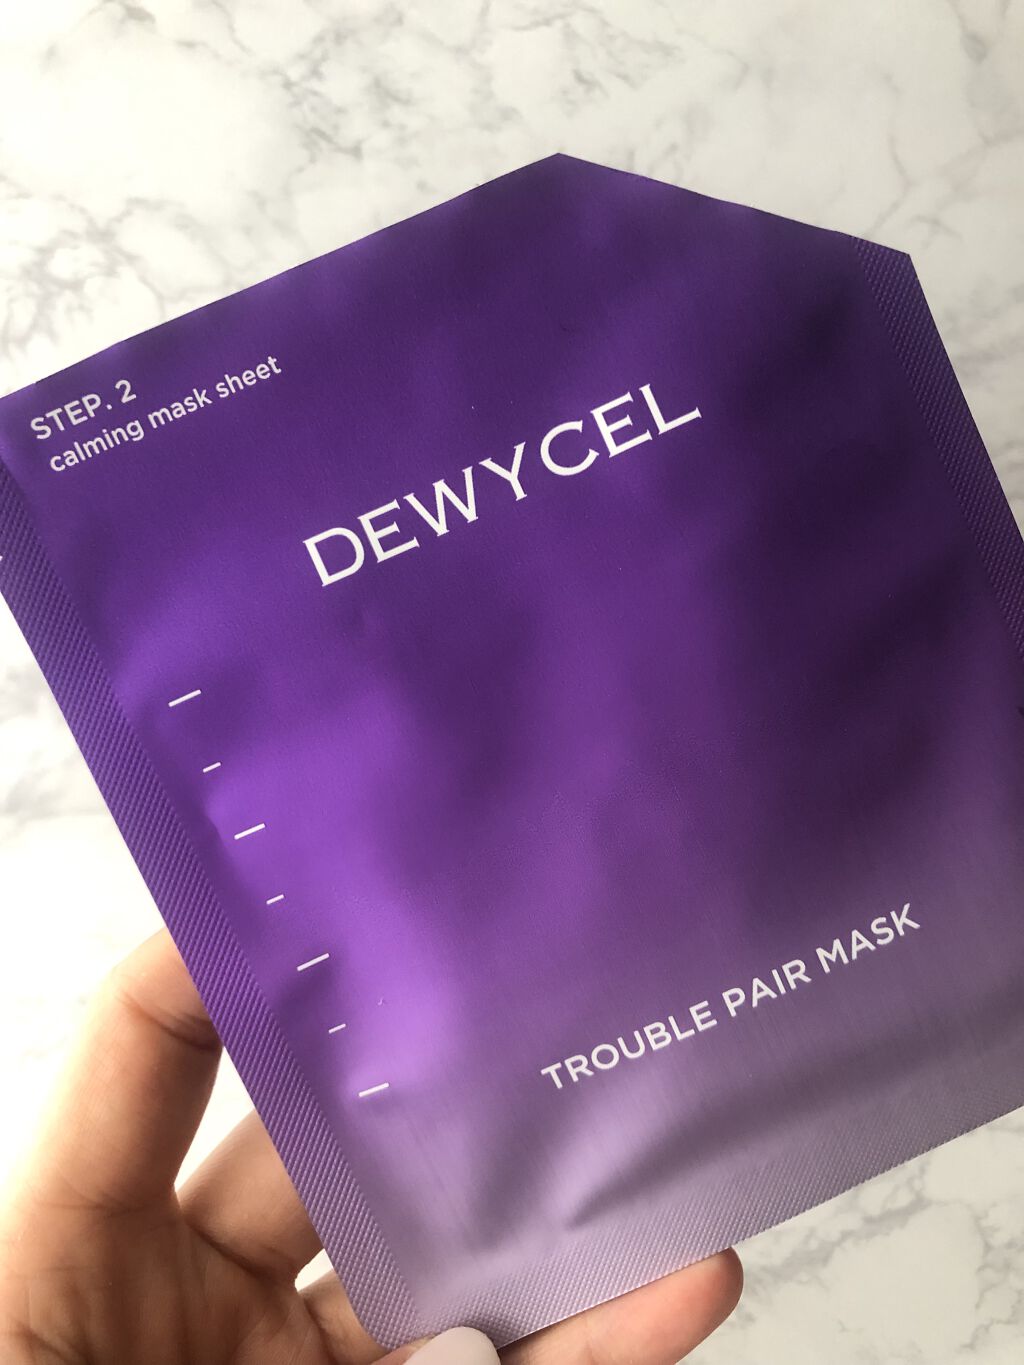 STEP. 2
calming mask sheet
DEWYCEL
TROUBLE PAIR MASK